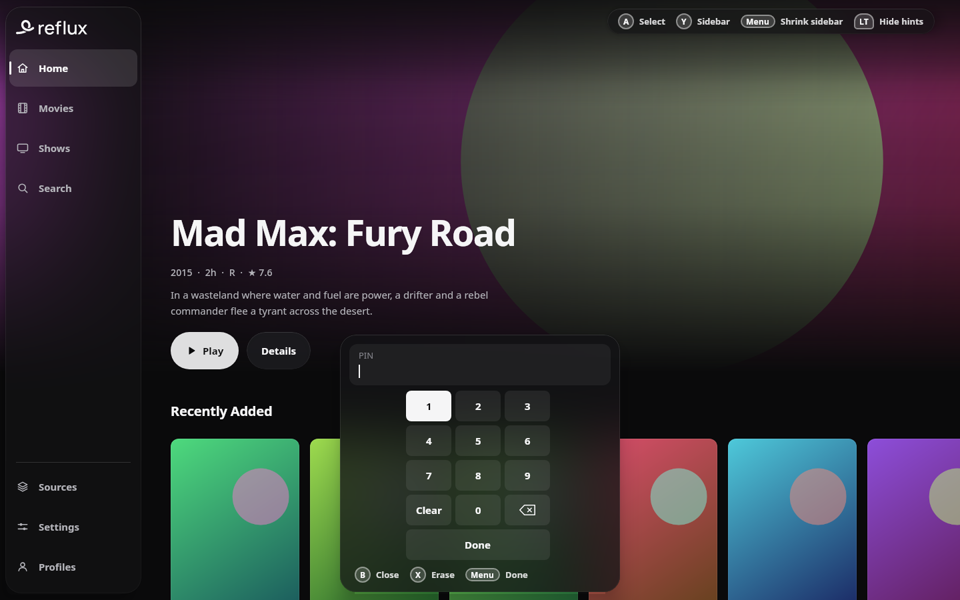 reflux
A Select Y Sidebar Menu Shrink sidebar LT Hide hints
Home
Movies
Shows
Search
Mad Max: Fury Road
2015 · 2h · R · ★ 7.6
In a wasteland where water and fuel are power, a drifter and a rebel
commander flee a tyrant across the desert.
Play Details
Recently Added
PIN
1 2 3
4 5 6
7 8 9
Clear 0
Done
B Close X Erase Menu Done
Sources
Settings
Profiles